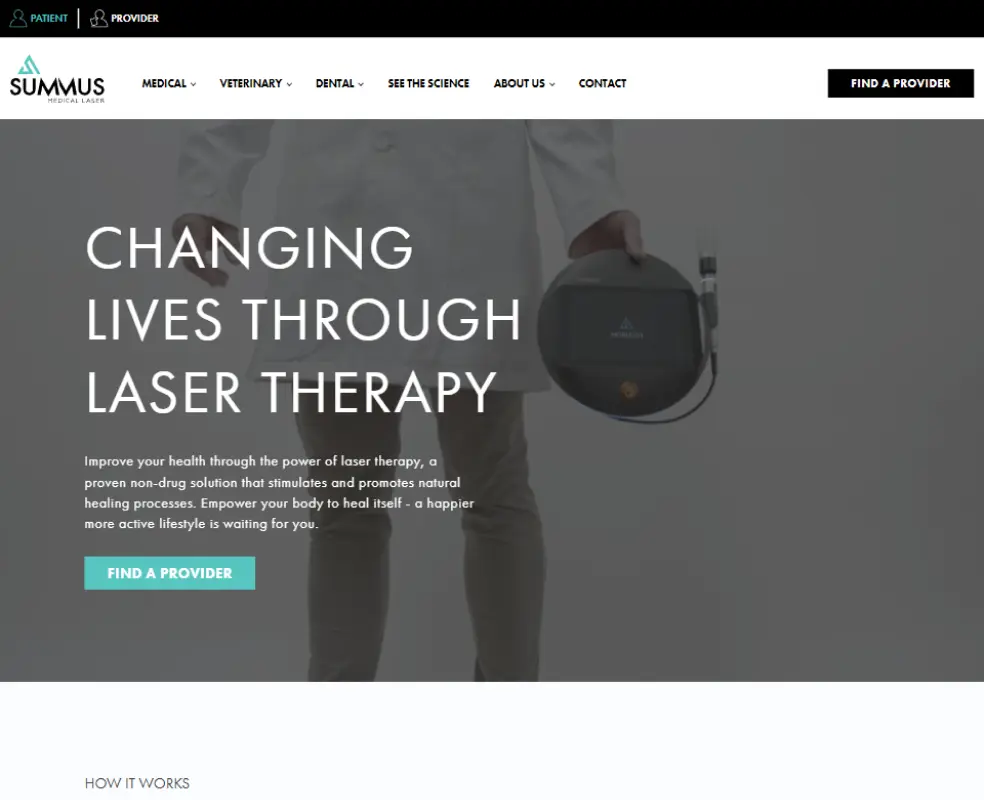 PATIENT
PROVIDER
SUMMUS
MEDICAL LASER
MEDICAL
VETERINARY
DENTAL
SEE THE SCIENCE
ABOUT US
CONTACT
FIND A PROVIDER
CHANGING
LIVES THROUGH
LASER THERAPY
Improve your health through the power of laser therapy, a
proven non-drug solution that stimulates and promotes natural
healing processes. Empower your body to heal itself - a happier
more active lifestyle is waiting for you.
FIND A PROVIDER
HOW IT WORKS